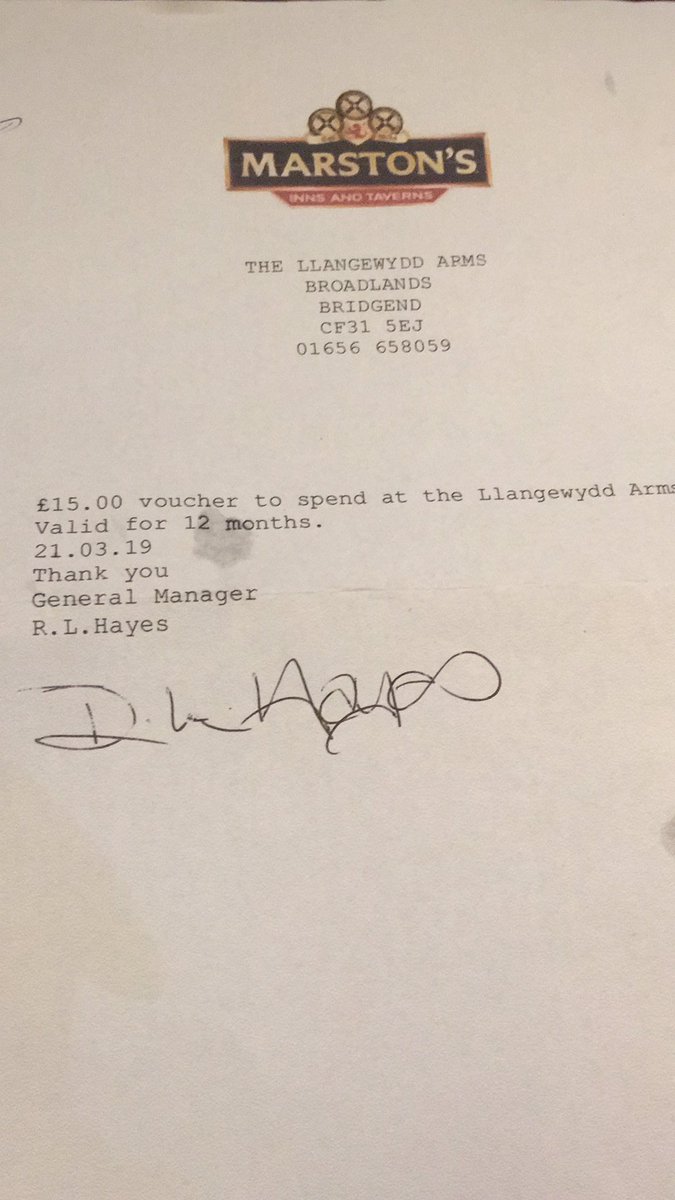 MARSTON'S
INNS AND TAVERNS
THE LLANGEWYDD ARMS
BROADLANDS
BRIDGEND
CF31 5EJ
01656 658059
£15.00 voucher to spend at the Llangewydd Arms
Valid for 12 months.
21.03.19
Thank you
General Manager
R.L.Hayes